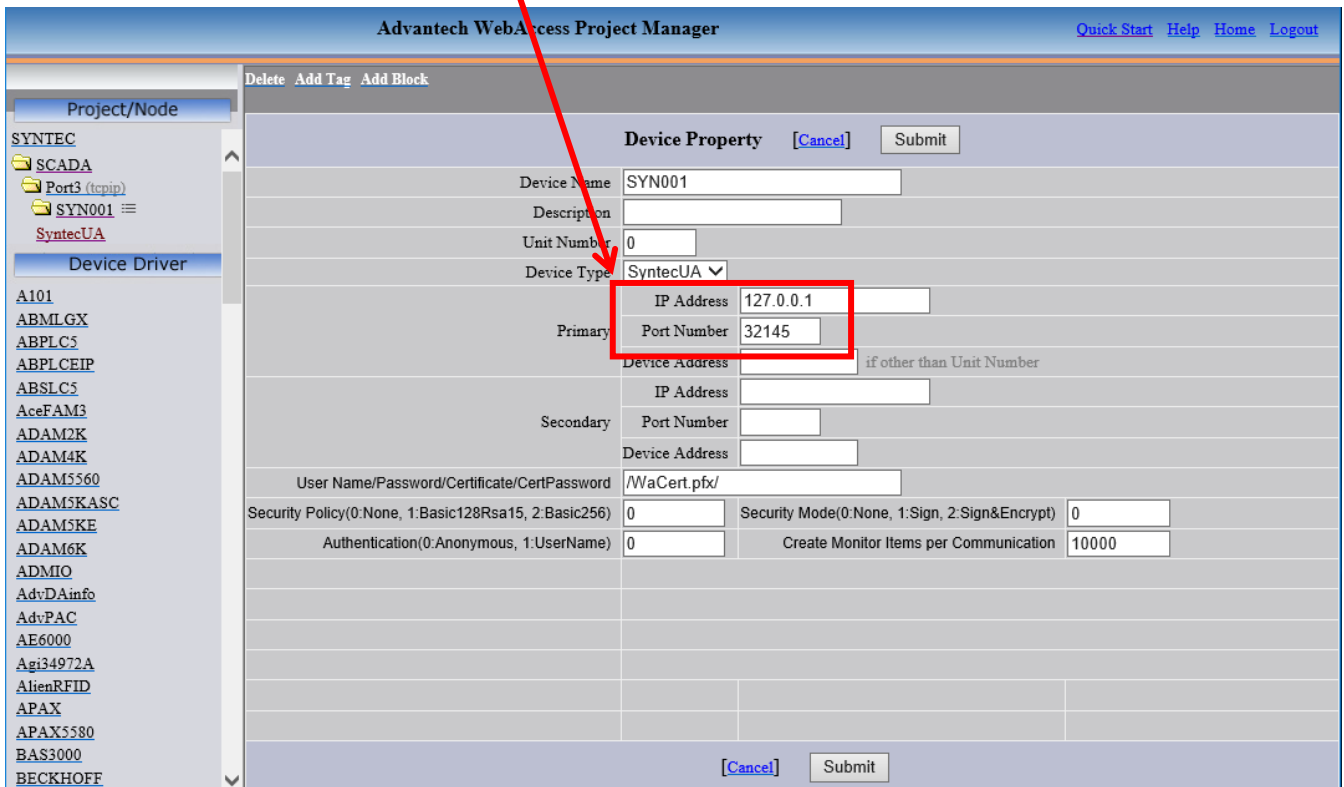 Advantech WebAccess Project Manager
Quick Start Help Home Logout
Delete Add Tag Add Block
Project/Node
SYNTEC
SCADA
Port3 (tcpip)
SYN001
SyntecUA
Device Driver
A101
ABMLGX
ABPLC5
ABPLCEIP
ABSLC5
AceFAM3
ADAM2K
ADAM4K
ADAM5560
ADAM5KASC
ADAM5KE
ADAM6K
ADMIO
AdvDAinfo
AdvPAC
AE6000
Agi34972A
AlienRFID
APAX
APAX5580
BAS3000
BECKHOFF
Device Property [Cancel] Submit
Device Name SYN001
Description
Unit Number 0
Device Type SyntecUA
Primary
IP Address 127.0.0.1
Port Number 32145
Device Address if other than Unit Number
Secondary
IP Address
Port Number
Device Address
User Name/Password/Certificate/CertPassword /WaCert.pfx/
Security Policy(0:None, 1:Basic128Rsa15, 2:Basic256) 0 Security Mode(0:None, 1:Sign, 2:Sign&Encrypt) 0
Authentication(0:Anonymous, 1:UserName) 0 Create Monitor Items per Communication 10000
[Cancel] Submit